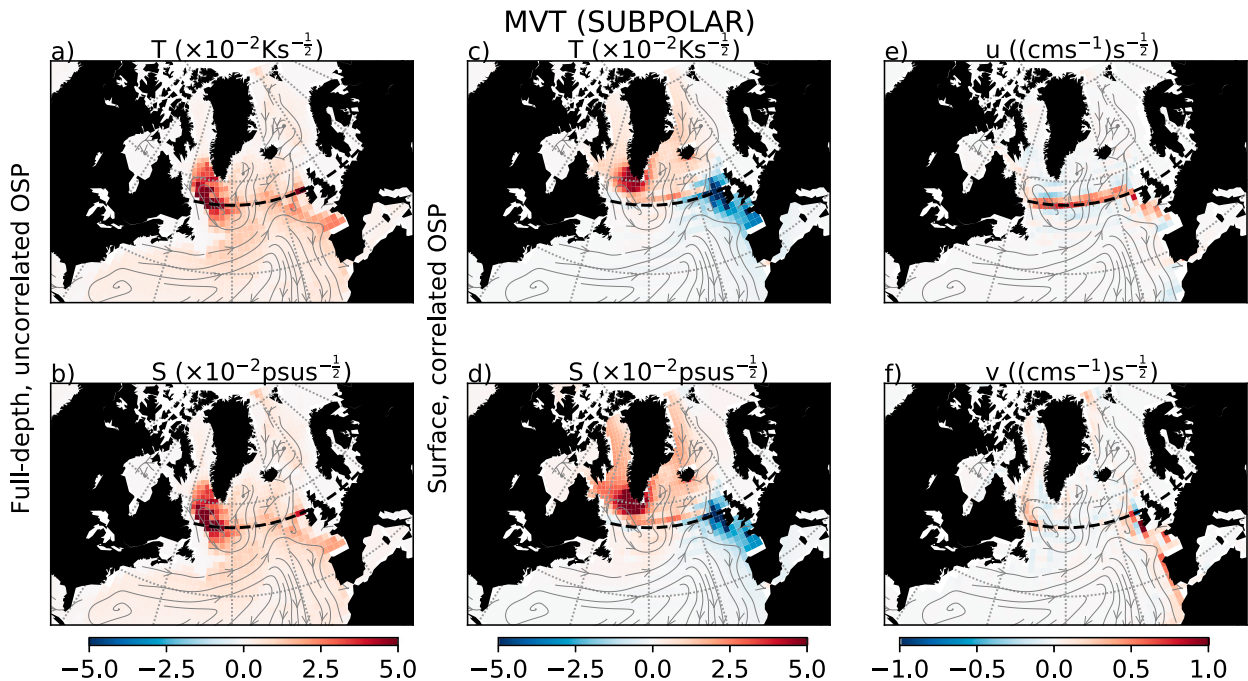 MVT (SUBPOLAR)
a) T (×10⁻²Ks^{-1/2})
c) T (×10⁻²Ks^{-1/2})
e) u ((cms⁻¹)s^{-1/2})
Full-depth, uncorrelated OSP
Surface, correlated OSP
b) S (×10⁻²psus^{-1/2})
d) S (×10⁻²psus^{-1/2})
f) v ((cms⁻¹)s^{-1/2})
−5.0 −2.5 0.0 2.5 5.0
−5.0 −2.5 0.0 2.5 5.0
−1.0 −0.5 0.0 0.5 1.0